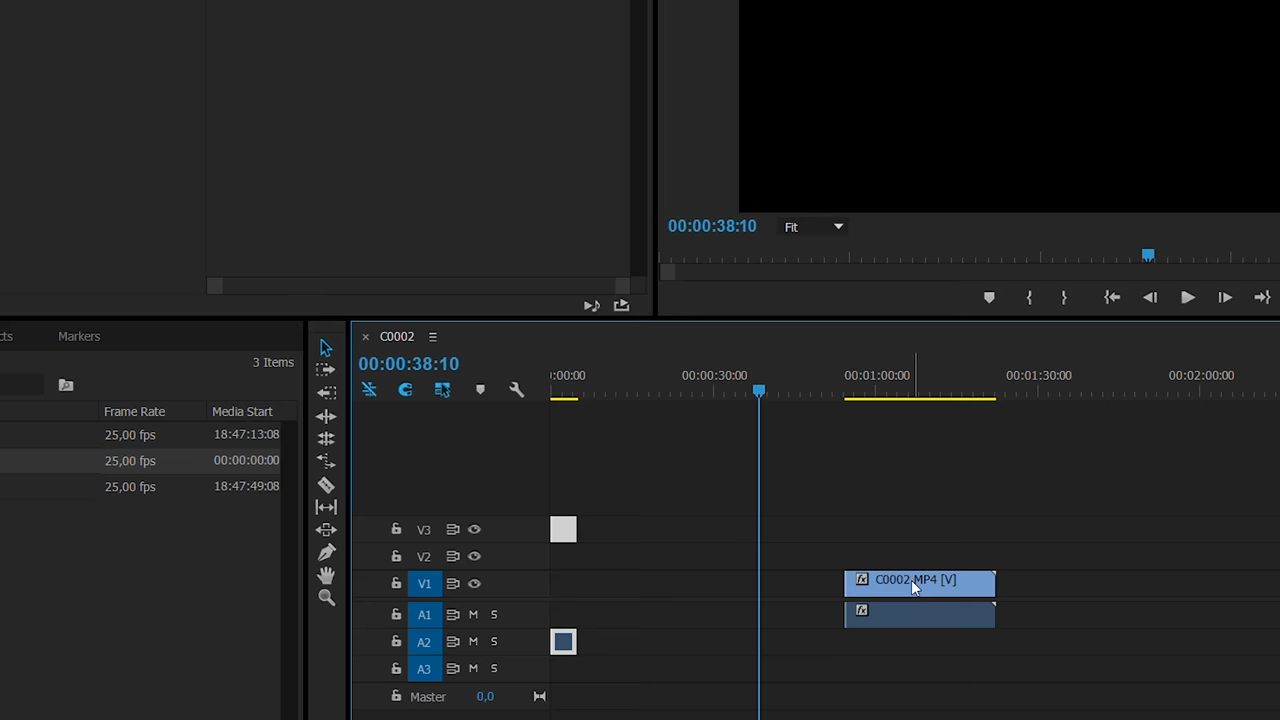 00:00:38:10 Fit
cts Markers
3 Items
Frame Rate Media Start
25,00 fps 18:47:13:08
25,00 fps 00:00:00:00
25,00 fps 18:47:49:08
× C0002
00:00:38:10
:00:00 00:00:30:00 00:01:00:00 00:01:30:00 00:02:00:00
V3
V2
V1 fx C0002.MP4 [V]
A1 M S fx
A2 M S
A3 M S
Master 0,0